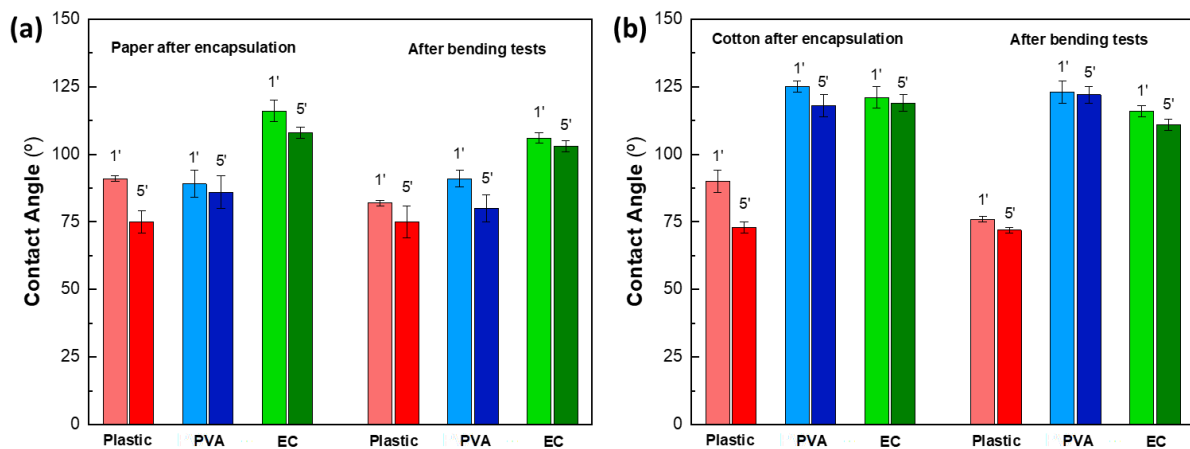 (a)
Contact Angle (º)
150
125
100
75
50
25
0
Paper after encapsulation
After bending tests
1'
5'
1'
5'
1'
5'
1'
5'
1'
5'
1'
5'
Plastic
PVA
EC
Plastic
PVA
EC
(b)
Contact Angle (º)
150
125
100
75
50
25
0
Cotton after encapsulation
After bending tests
1'
5'
1'
5'
1'
5'
1'
5'
1'
5'
1'
5'
Plastic
PVA
EC
Plastic
PVA
EC